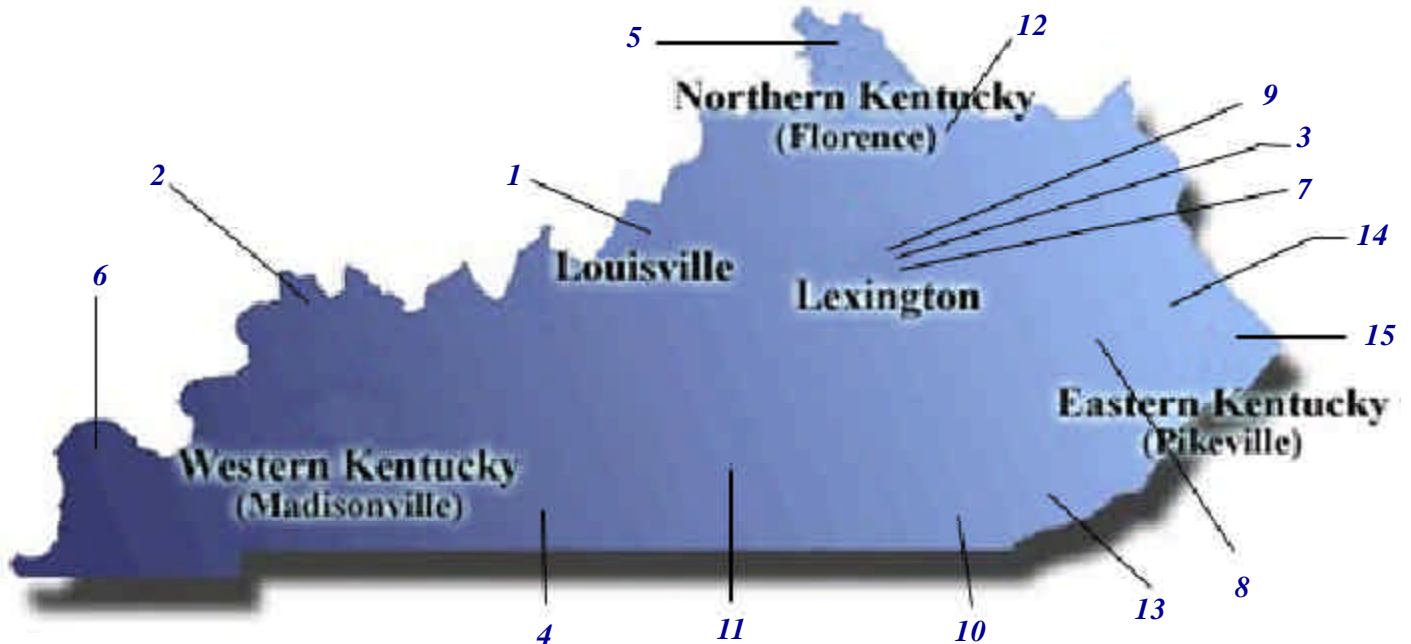 5
12
Northern Kentucky
(Florence)
9
3
2
1
7
14
6
Louisville
Lexington
15
Eastern Kentucky
(Pikeville)
Western Kentucky
(Madisonville)
8
13
4
11
10